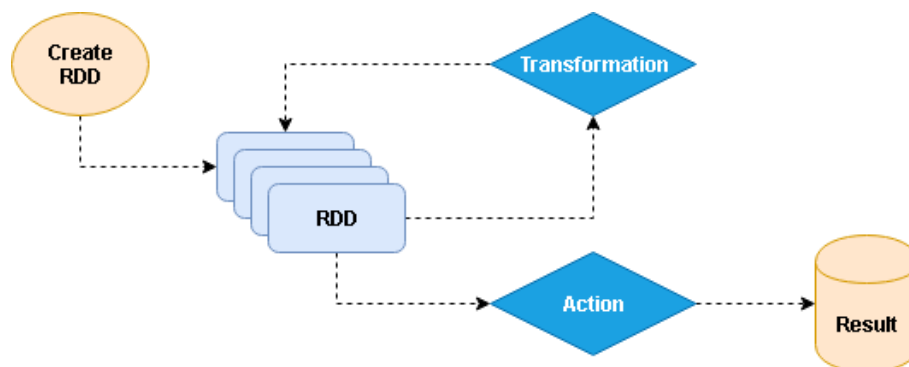 Create
RDD
Transformation
RDD
Action
Result